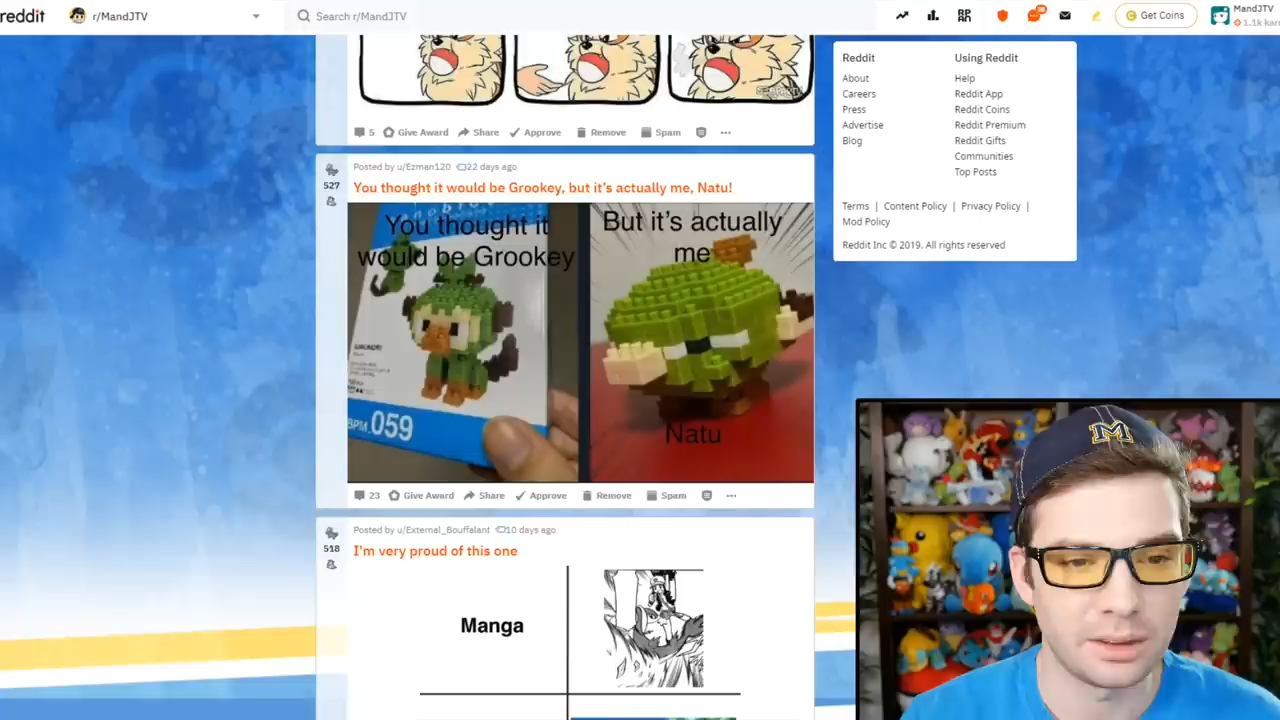 reddit
r/MandJTV
Search r/MandJTV
Get Coins
MandJTV
1.1k kar
5 Give Award Share Approve Remove Spam
Posted by u/Ezman120 22 days ago
527
You thought it would be Grookey, but it's actually me, Natu!
You thought it
would be Grookey
But it's actually
me
Natu
059
23 Give Award Share Approve Remove Spam
Posted by u/External_Bouffalant 10 days ago
518
I'm very proud of this one
Manga
M
Reddit
Using Reddit
About
Help
Careers
Reddit App
Press
Reddit Coins
Advertise
Reddit Premium
Blog
Reddit Gifts
Communities
Top Posts
Terms | Content Policy | Privacy Policy |
Mod Policy
Reddit Inc © 2019. All rights reserved